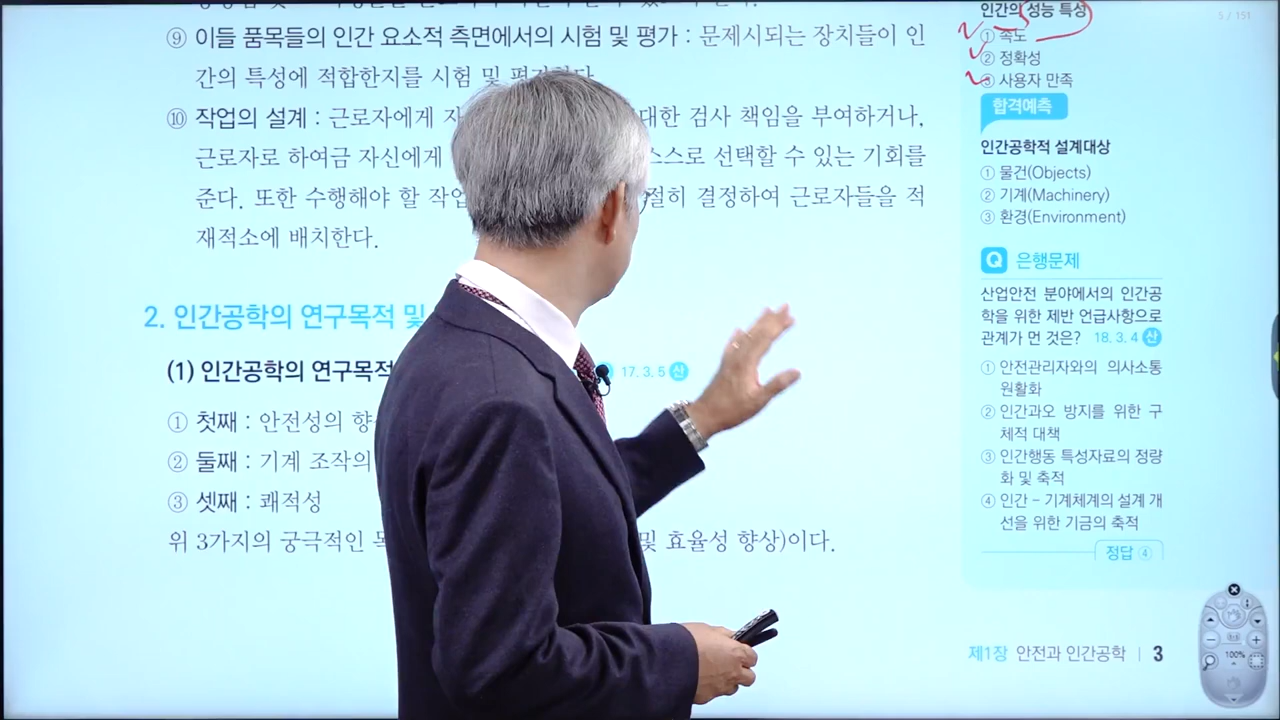 ⑨ 이들 품목들의 인간 요소적 측면에서의 시험 및 평가 : 문제시되는 장치들이 인
간의 특성에 적합한지를 시험 및 평가한다.
⑩ 작업의 설계 : 근로자에게 자 대한 검사 책임을 부여하거나,
근로자로 하여금 자신에게 스스로 선택할 수 있는 기회를
준다. 또한 수행해야 할 작업 절히 결정하여 근로자들을 적
재적소에 배치한다.
2. 인간공학의 연구목적 및
(1) 인간공학의 연구목적 17.3.5 산
① 첫째 : 안전성의 향
② 둘째 : 기계 조작의
③ 셋째 : 쾌적성
위 3가지의 궁극적인 및 효율성 향상)이다.
인간의 성능 특성
① 속도
② 정확성
③ 사용자 만족
합격예측
인간공학적 설계대상
① 물건(Objects)
② 기계(Machinery)
③ 환경(Environment)
Q 은행문제
산업안전 분야에서의 인간공
학을 위한 제반 언급사항으로
관계가 먼 것은? 18.3.4 산
① 안전관리자와의 의사소통
원활화
② 인간과오 방지를 위한 구
체적 대책
③ 인간행동 특성자료의 정량
화 및 축적
④ 인간 - 기계체계의 설계 개
선을 위한 기금의 축적
정답 ④
제1장 안전과 인간공학 | 3
5 / 151
100%